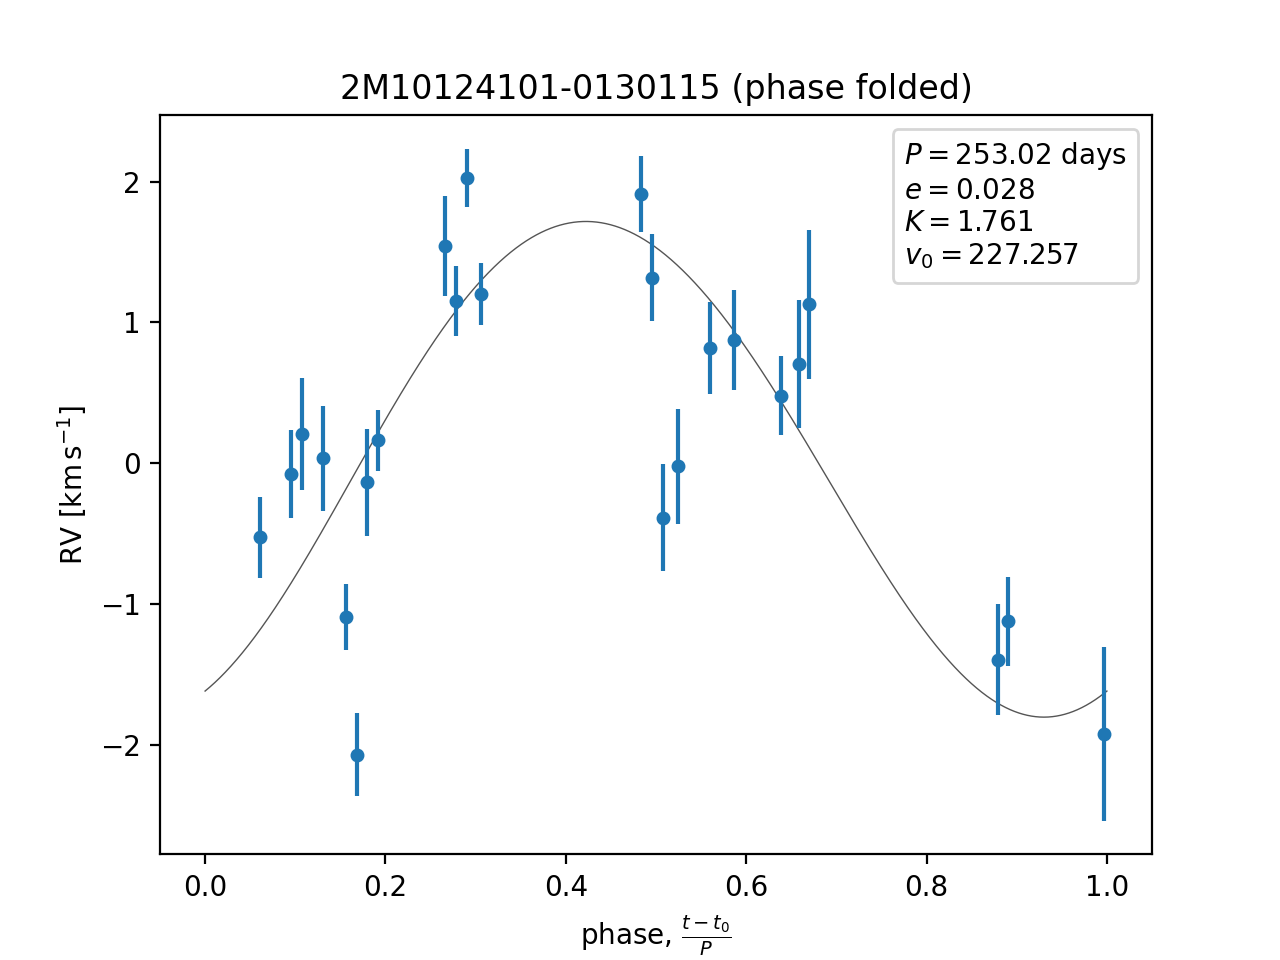 2M10124101-0130115 (phase folded)
P = 253.02 days
e = 0.028
K = 1.761
v₀ = 227.257
RV [km s⁻¹]
2
1
0
−1
−2
0.0 0.2 0.4 0.6 0.8 1.0
phase, (t − t₀)/P